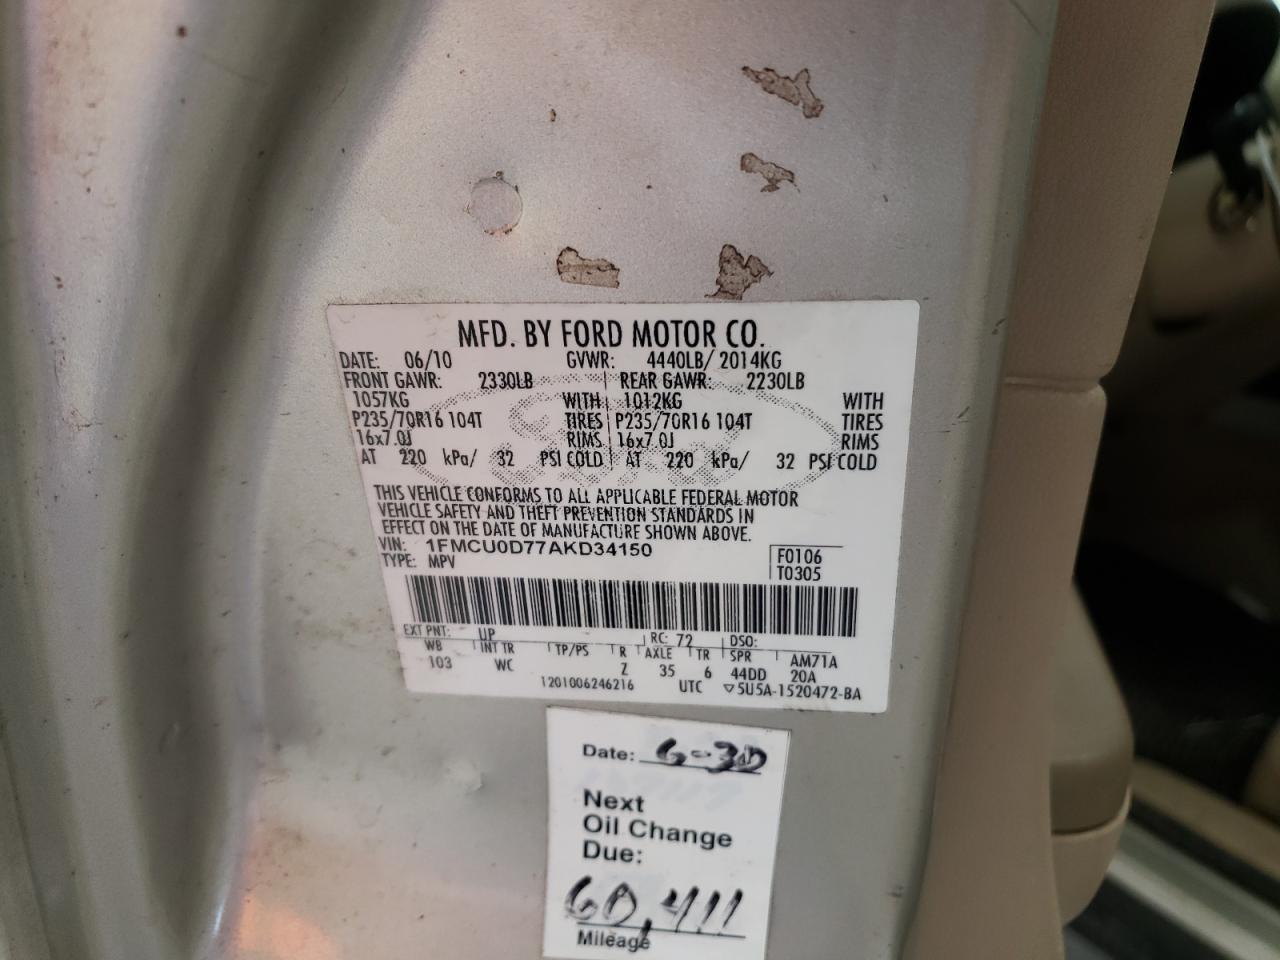 MFD. BY FORD MOTOR CO.
DATE: 06/10 GVWR: 4440LB/ 2014KG
FRONT GAWR: 2330LB REAR GAWR: 2230LB
1057KG WITH 1012KG WITH
P235/70R16 104T TIRES P235/70R16 104T TIRES
16x7.0J RIMS 16x7.0J RIMS
AT 220 kPa/ 32 PSI COLD AT 220 kPa/ 32 PSI COLD
THIS VEHICLE CONFORMS TO ALL APPLICABLE FEDERAL MOTOR
VEHICLE SAFETY AND THEFT PREVENTION STANDARDS IN
EFFECT ON THE DATE OF MANUFACTURE SHOWN ABOVE.
VIN: 1FMCU0D77AKD34150 F0106
TYPE: MPV T0305
EXT PNT: UP RC: 72 DSO:
WB INT TR TP/PS R AXLE TR SPR AM71A
103 WC Z 35 6 44DD 20A
1201006246216 UTC ▽5U5A-1520472-BA
Date: 6-30
Next
Oil Change
Due:
60,411
Mileage